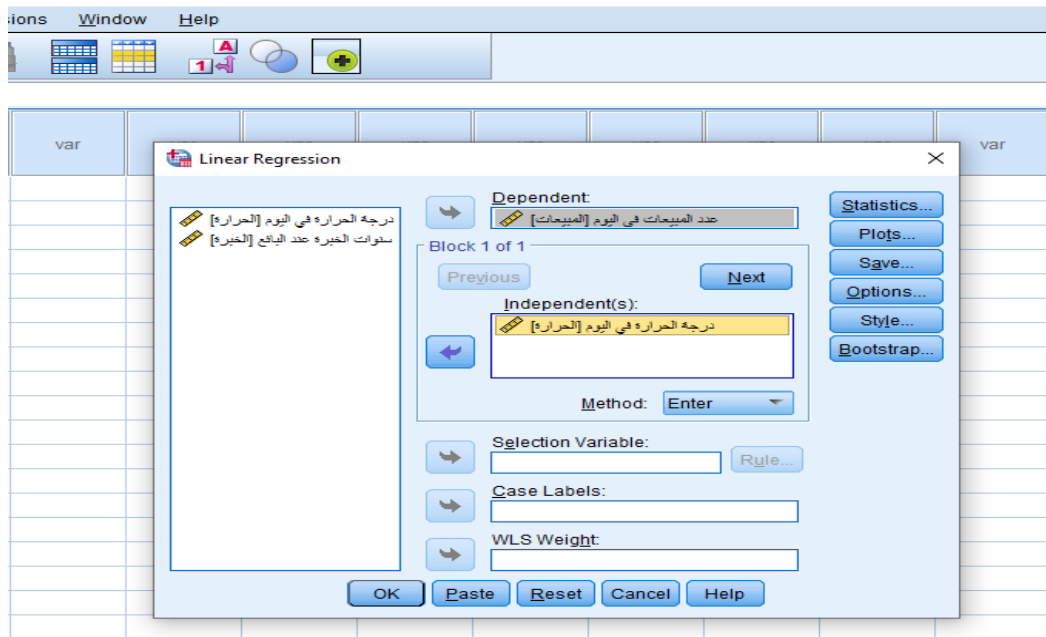 sions Window Help
A
1
var
var
Linear Regression
درجة الحرارة في اليوم [الحرارة]
سنوات الخبرة عند البائع [الخبرة]
Dependent:
عدد المبيعات في اليوم [المبيعات]
Block 1 of 1
Previous
Next
Independent(s):
درجة الحرارة في اليوم [الحرارة]
Method: Enter
Selection Variable:
Rule...
Case Labels:
WLS Weight:
Statistics...
Plots...
Save...
Options...
Style...
Bootstrap...
OK Paste Reset Cancel Help